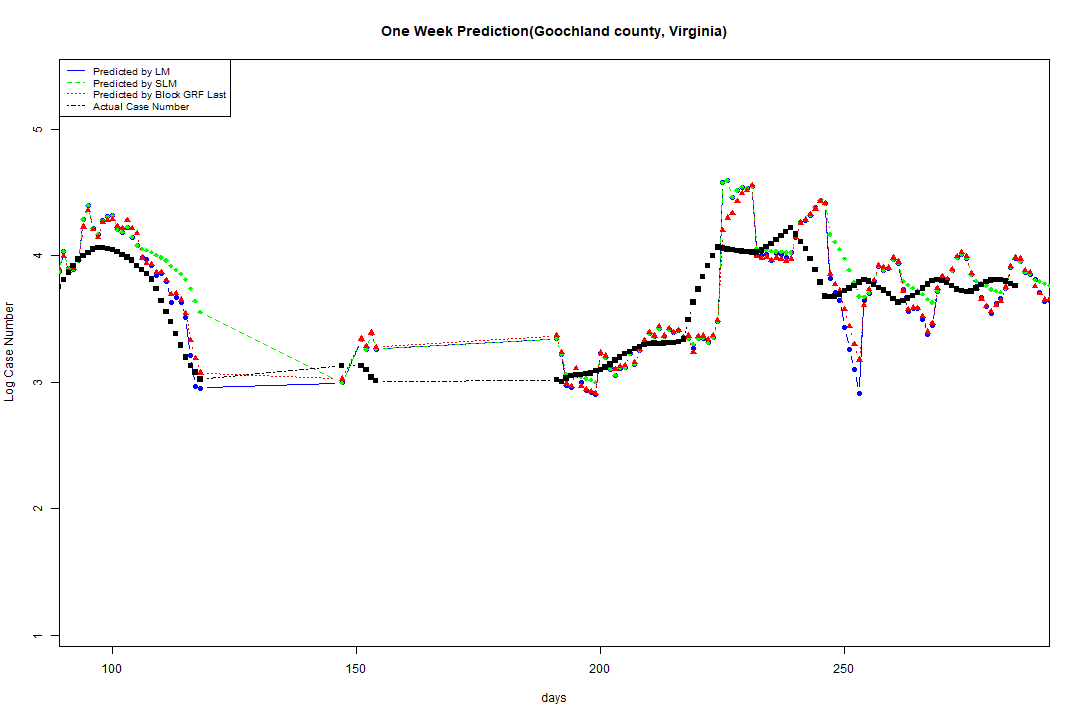 One Week Prediction(Goochland county, Virginia)
Predicted by LM
Predicted by SLM
Predicted by Block GRF Last
Actual Case Number
5
4
3
2
1
Log Case Number
100 150 200 250
days